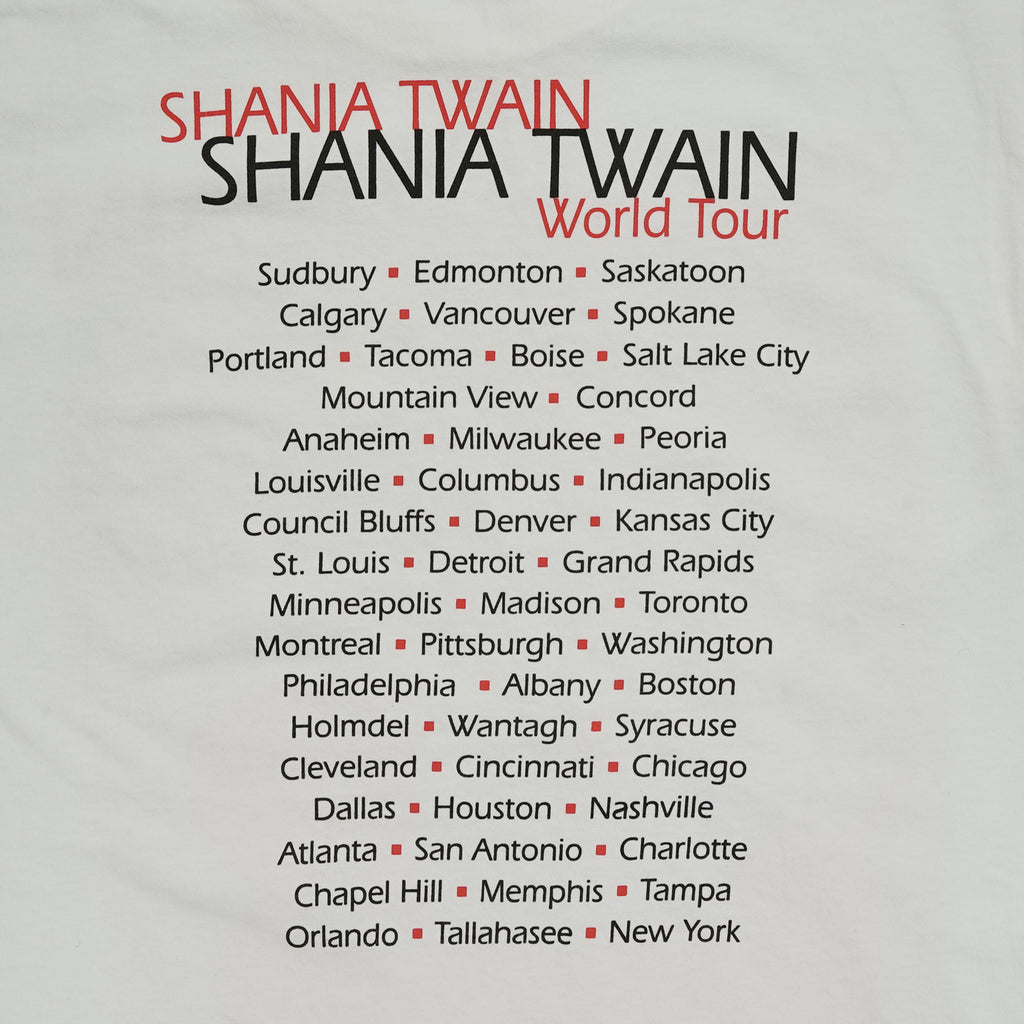 SHANIA TWAIN
SHANIA TWAIN
World Tour
Sudbury ▪ Edmonton ▪ Saskatoon
Calgary ▪ Vancouver ▪ Spokane
Portland ▪ Tacoma ▪ Boise ▪ Salt Lake City
Mountain View ▪ Concord
Anaheim ▪ Milwaukee ▪ Peoria
Louisville ▪ Columbus ▪ Indianapolis
Council Bluffs ▪ Denver ▪ Kansas City
St. Louis ▪ Detroit ▪ Grand Rapids
Minneapolis ▪ Madison ▪ Toronto
Montreal ▪ Pittsburgh ▪ Washington
Philadelphia ▪ Albany ▪ Boston
Holmdel ▪ Wantagh ▪ Syracuse
Cleveland ▪ Cincinnati ▪ Chicago
Dallas ▪ Houston ▪ Nashville
Atlanta ▪ San Antonio ▪ Charlotte
Chapel Hill ▪ Memphis ▪ Tampa
Orlando ▪ Tallahasee ▪ New York